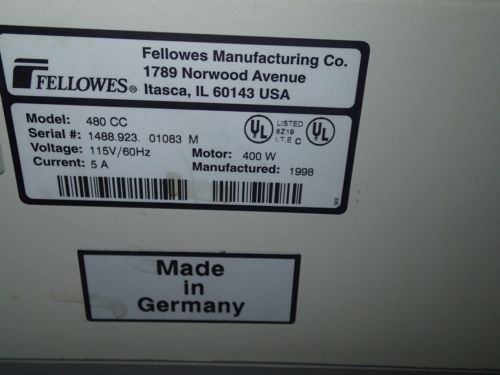 Fellowes Manufacturing Co.
1789 Norwood Avenue
Itasca, IL 60143 USA
FELLOWES®
Model: 480 CC
Serial #: 1488.923. 01083 M
Voltage: 115V/60Hz
Current: 5 A
Motor: 400 W
Manufactured: 1998
UL LISTED UL
8Z19
I.T.E C
Made
in
Germany